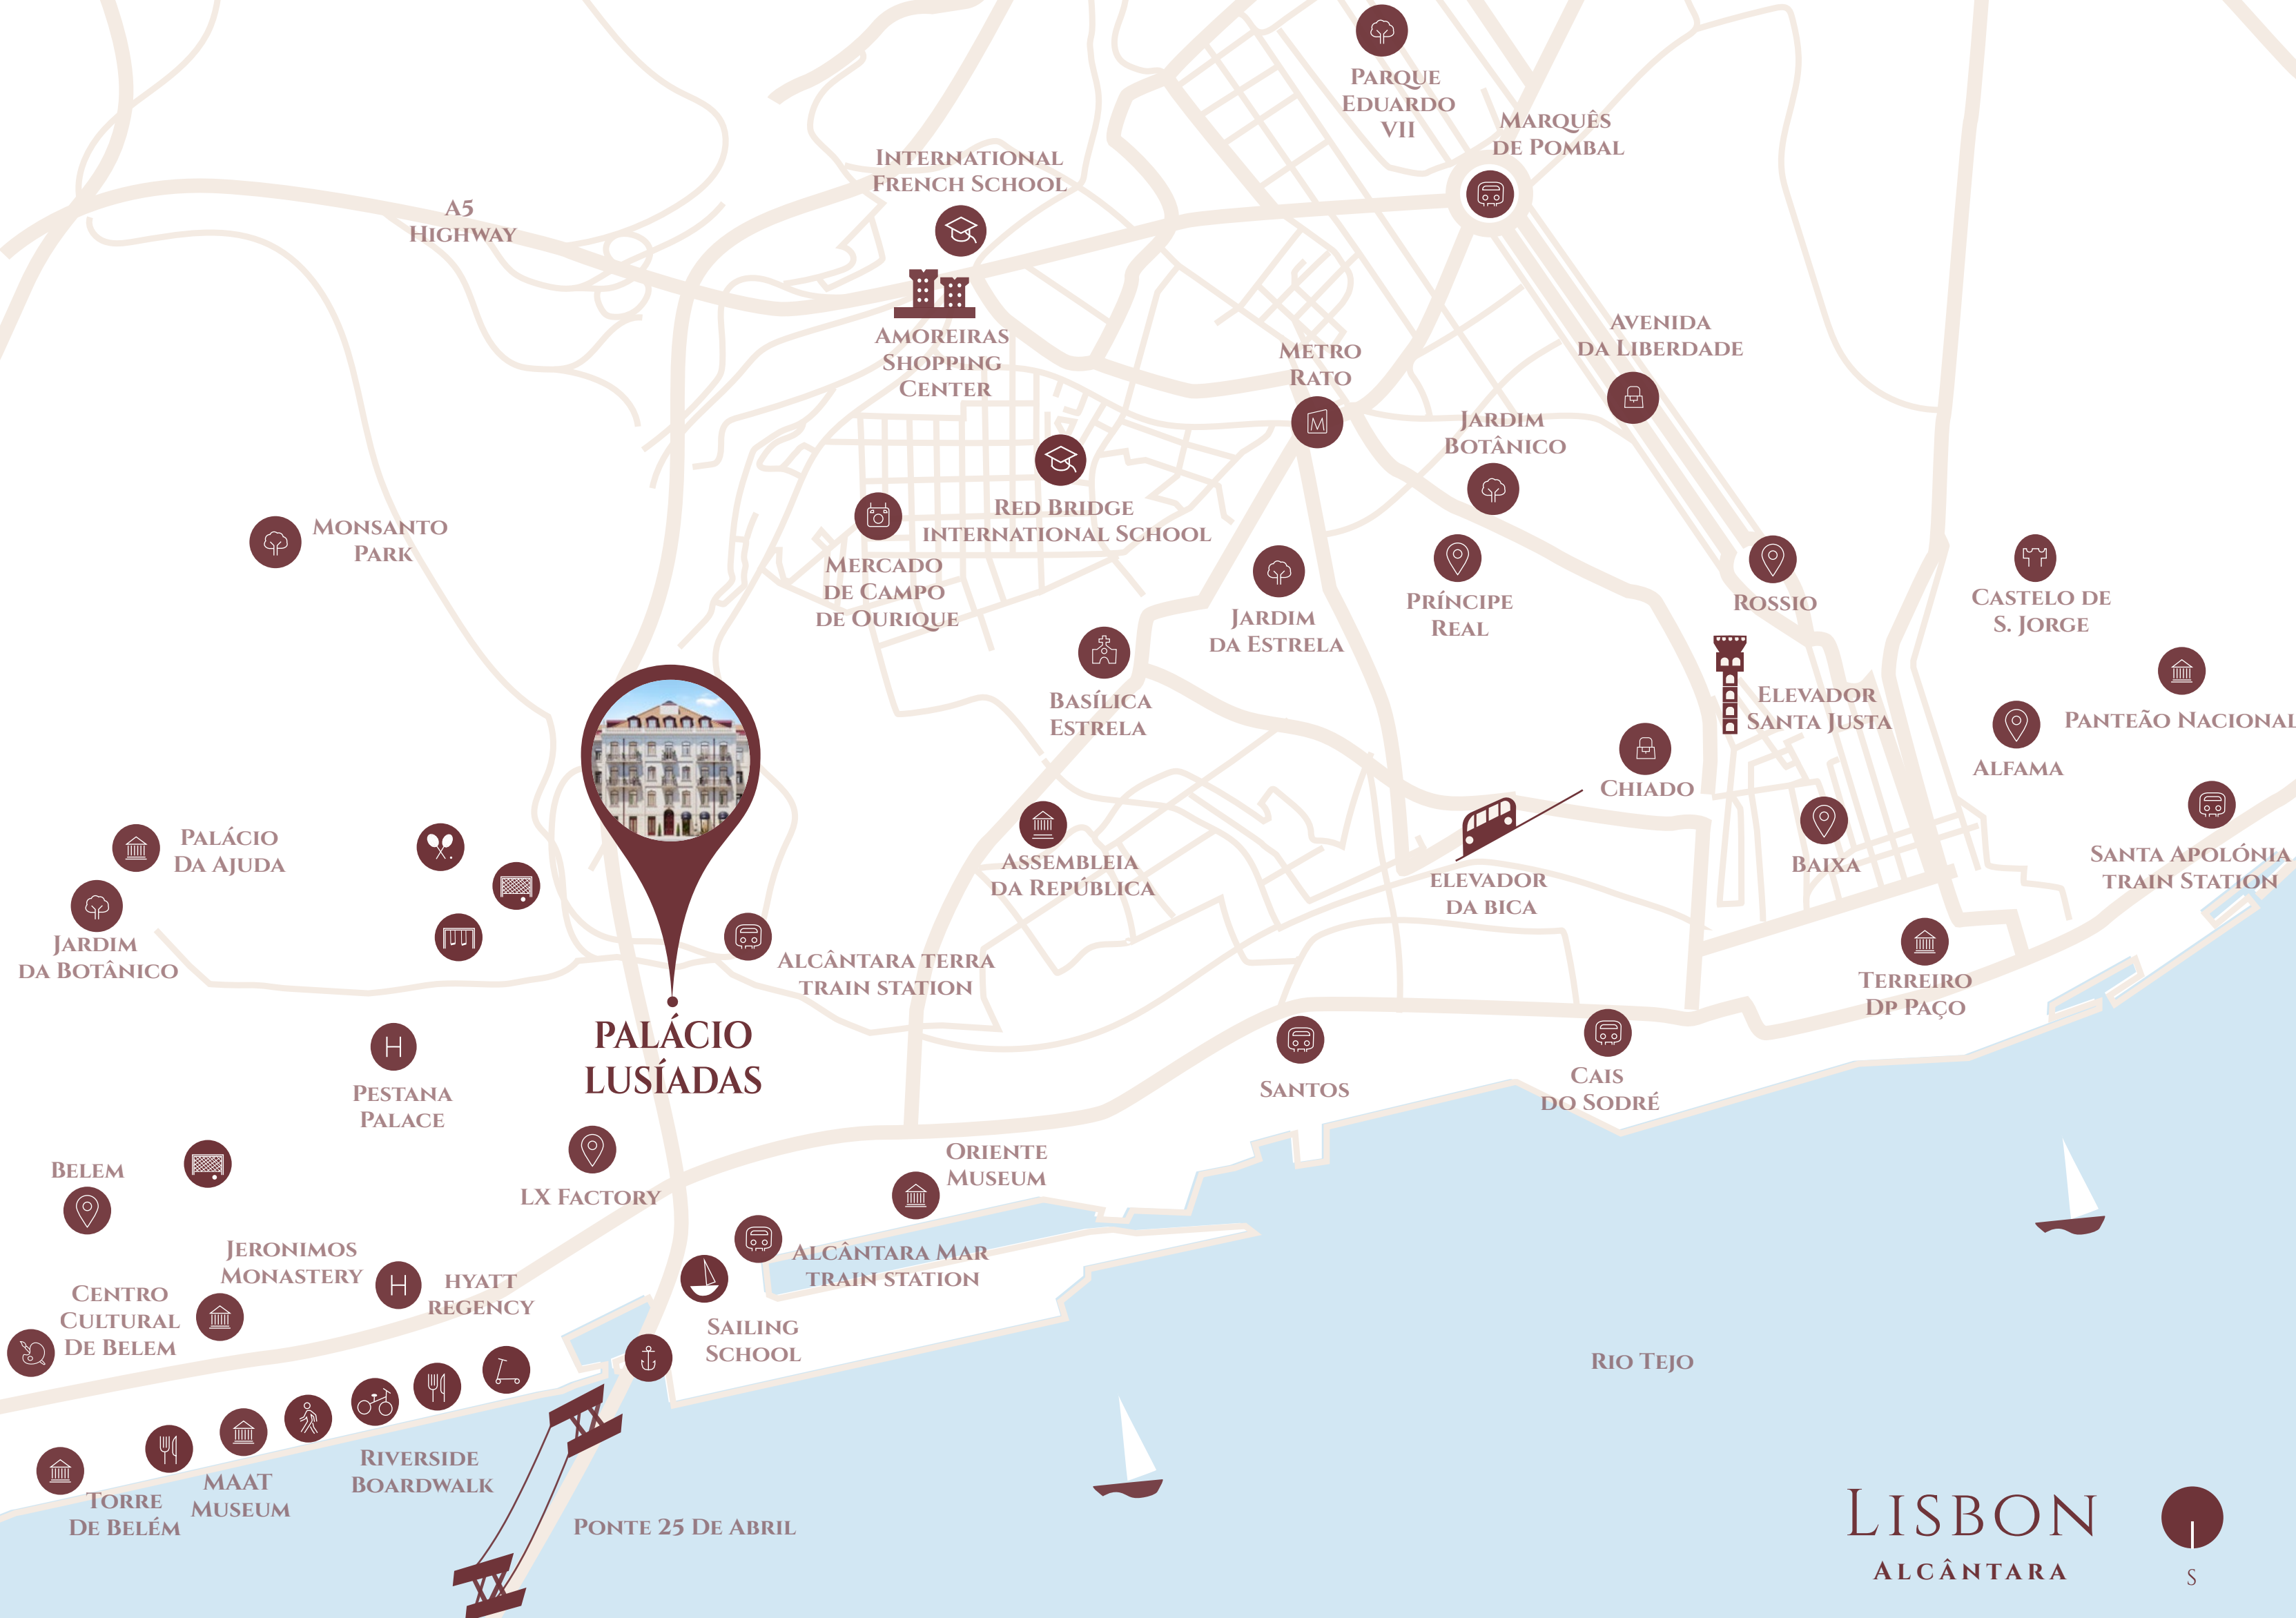 Parque
Eduardo
VII
Marquês
de Pombal
International
French School
A5
Highway
Amoreiras
Shopping
Center
Metro
Rato
Avenida
da Liberdade
M
Jardim
Botânico
Monsanto
Park
Red Bridge
international School
Mercado
de Campo
de Ourique
Jardim
da Estrela
Príncipe
Real
Rossio
Castelo de
S. Jorge
Basílica
Estrela
Elevador
Santa Justa
Panteão Nacional
Alfama
Chiado
Palácio
Da Ajuda
Assembleia
da República
elevador
da bica
Baixa
Santa Apolónia
train Station
Jardim
da Botânico
Alcântara terra
train station
Terreiro
Dp Paço
PALÁCIO
LUSÍADAS
H
Pestana
Palace
Santos
Cais
do Sodré
Belem
LX Factory
Oriente
Museum
Jeronimos
Monastery
H
hyatt
regency
Alcântara Mar
train station
Centro
Cultural
De Belem
Sailing
School
Rio Tejo
Riverside
Boardwalk
MAAT
Museum
Torre
De Belém
Ponte 25 De Abril
Lisbon
Alcântara
S